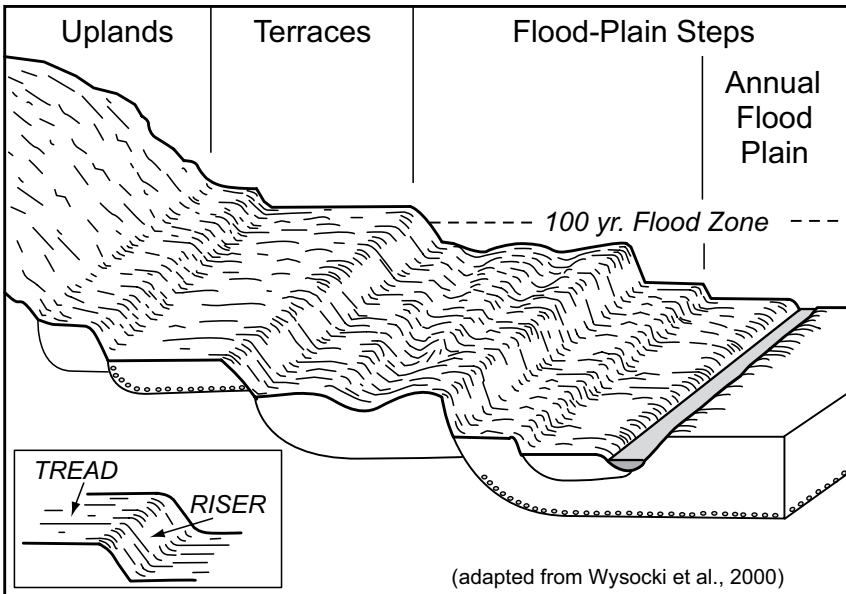 Uplands
Terraces
Flood-Plain Steps
Annual
Flood
Plain
100 yr. Flood Zone
TREAD
RISER
(adapted from Wysocki et al., 2000)